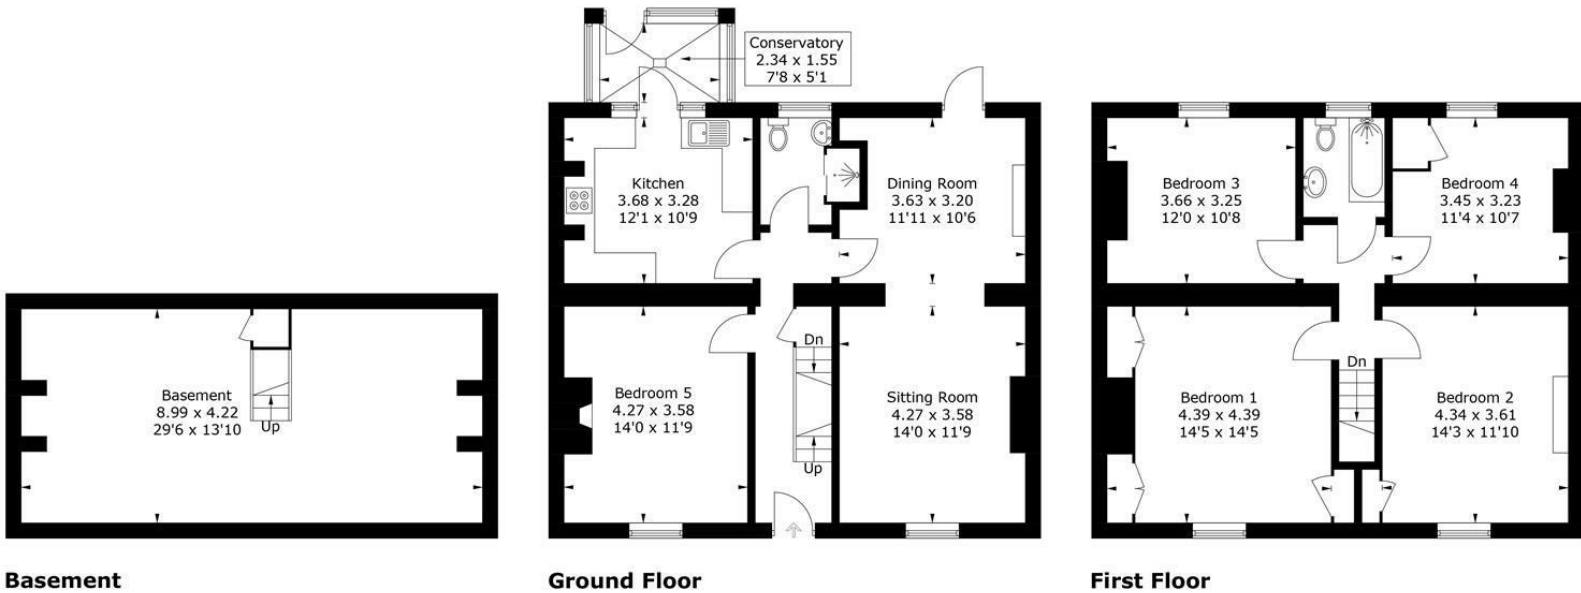 Conservatory
2.34 x 1.55
7'8 x 5'1
Kitchen
3.68 x 3.28
12'1 x 10'9
Dining Room
3.63 x 3.20
11'11 x 10'6
Bedroom 3
3.66 x 3.25
12'0 x 10'8
Bedroom 4
3.45 x 3.23
11'4 x 10'7
Basement
8.99 x 4.22
29'6 x 13'10
Up
Bedroom 5
4.27 x 3.58
14'0 x 11'9
Dn
Up
Sitting Room
4.27 x 3.58
14'0 x 11'9
Bedroom 1
4.39 x 4.39
14'5 x 14'5
Dn
Bedroom 2
4.34 x 3.61
14'3 x 11'10
Basement
Ground Floor
First Floor